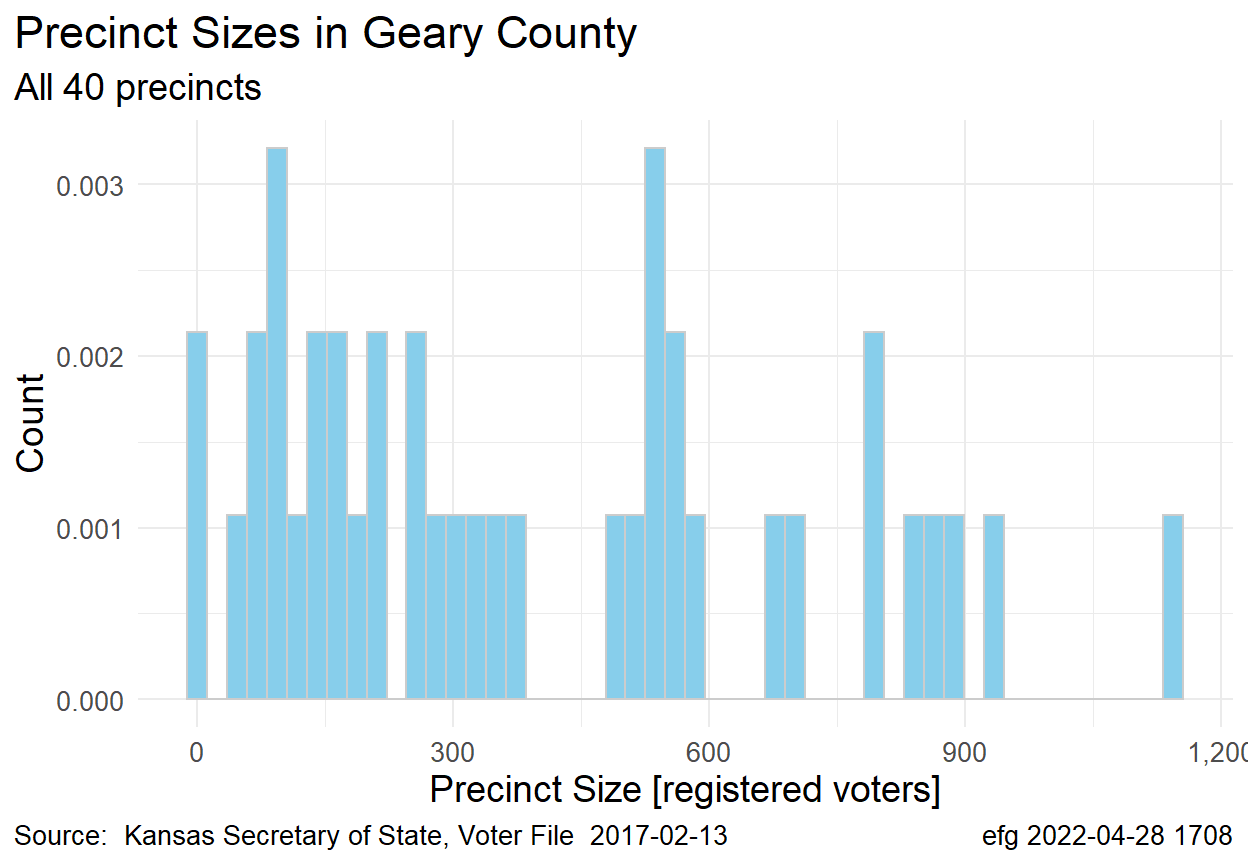 Precinct Sizes in Geary County
All 40 precincts
0.003
0.002
0.001
0.000
Count
0 300 600 900 1,200
Precinct Size [registered voters]
Source:  Kansas Secretary of State, Voter File  2017-02-13 efg 2022-04-28 1708